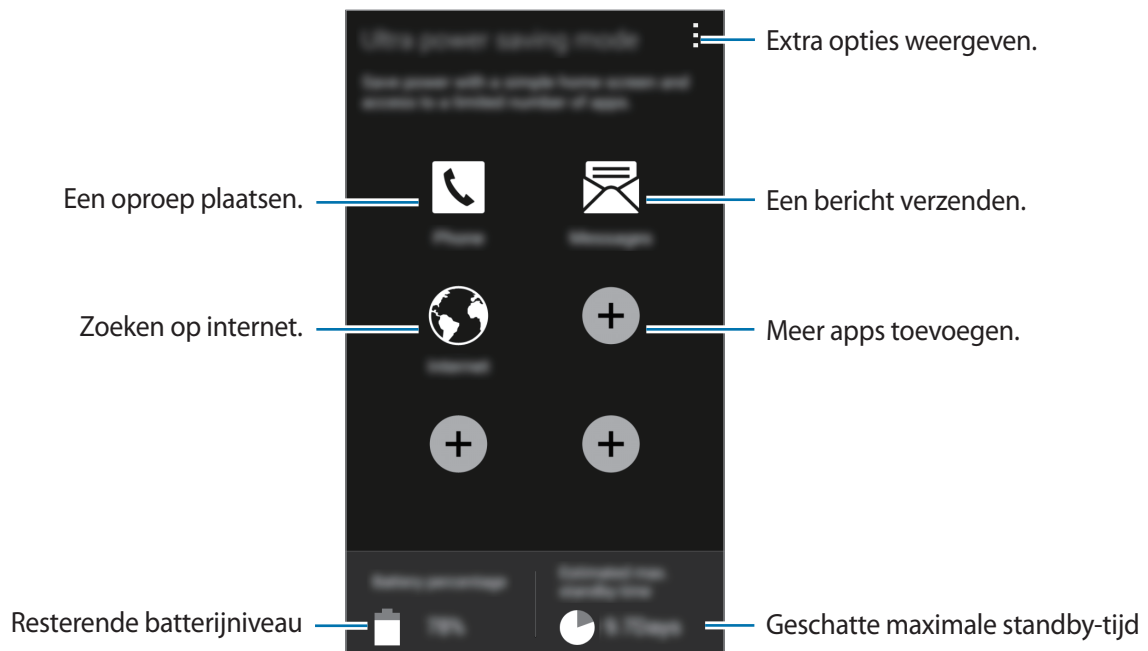 Ultra power saving mode
Extra opties weergeven.
Save power with a simple home screen and
access to a limited number of apps.
Een oproep plaatsen.
Een bericht verzenden.
Phone
Messages
Zoeken op internet.
Meer apps toevoegen.
Internet
Battery percentage
Estimated max.
standby time
Resterende batterijniveau
78%
Geschatte maximale standby-tijd